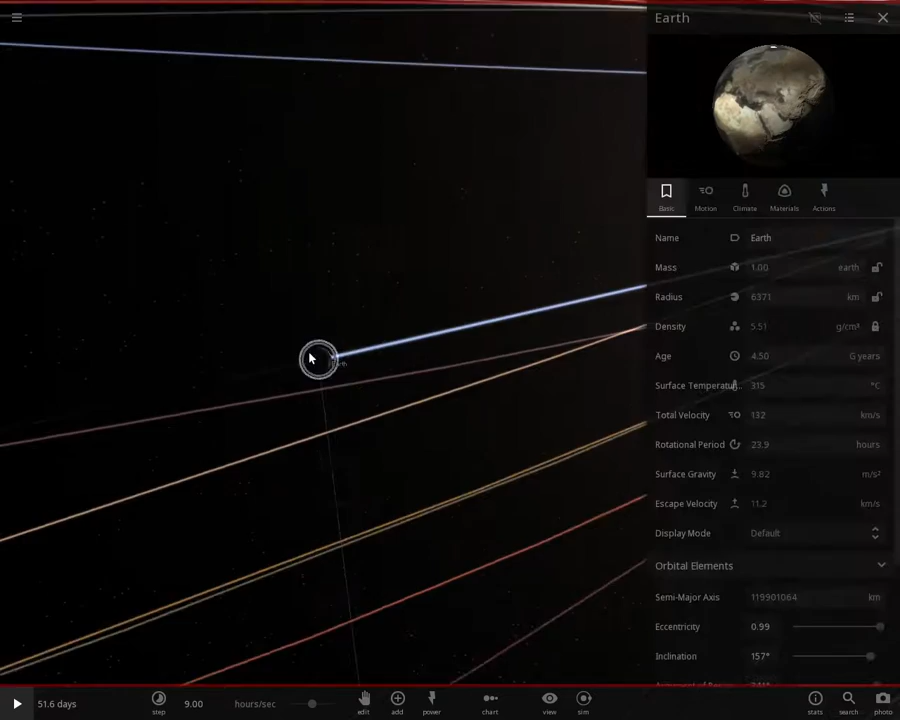 Earth
Basic
Motion
Climate
Materials
Actions
Name Earth
Mass 1.00 earth
Radius 6371 km
Density 5.51 g/cm³
Age 4.50 G years
Surface Temperatu... 315 °C
Total Velocity 132 km/s
Rotational Period 23.9 hours
Surface Gravity 9.82 m/s²
Escape Velocity 11.2 km/s
Display Mode Default
Orbital Elements
Semi-Major Axis 119901064 km
Eccentricity 0.99
Inclination 157°
Earth
51.6 days
step
9.00 hours/sec
edit
add
power
chart
view
sim
stats
search
photo